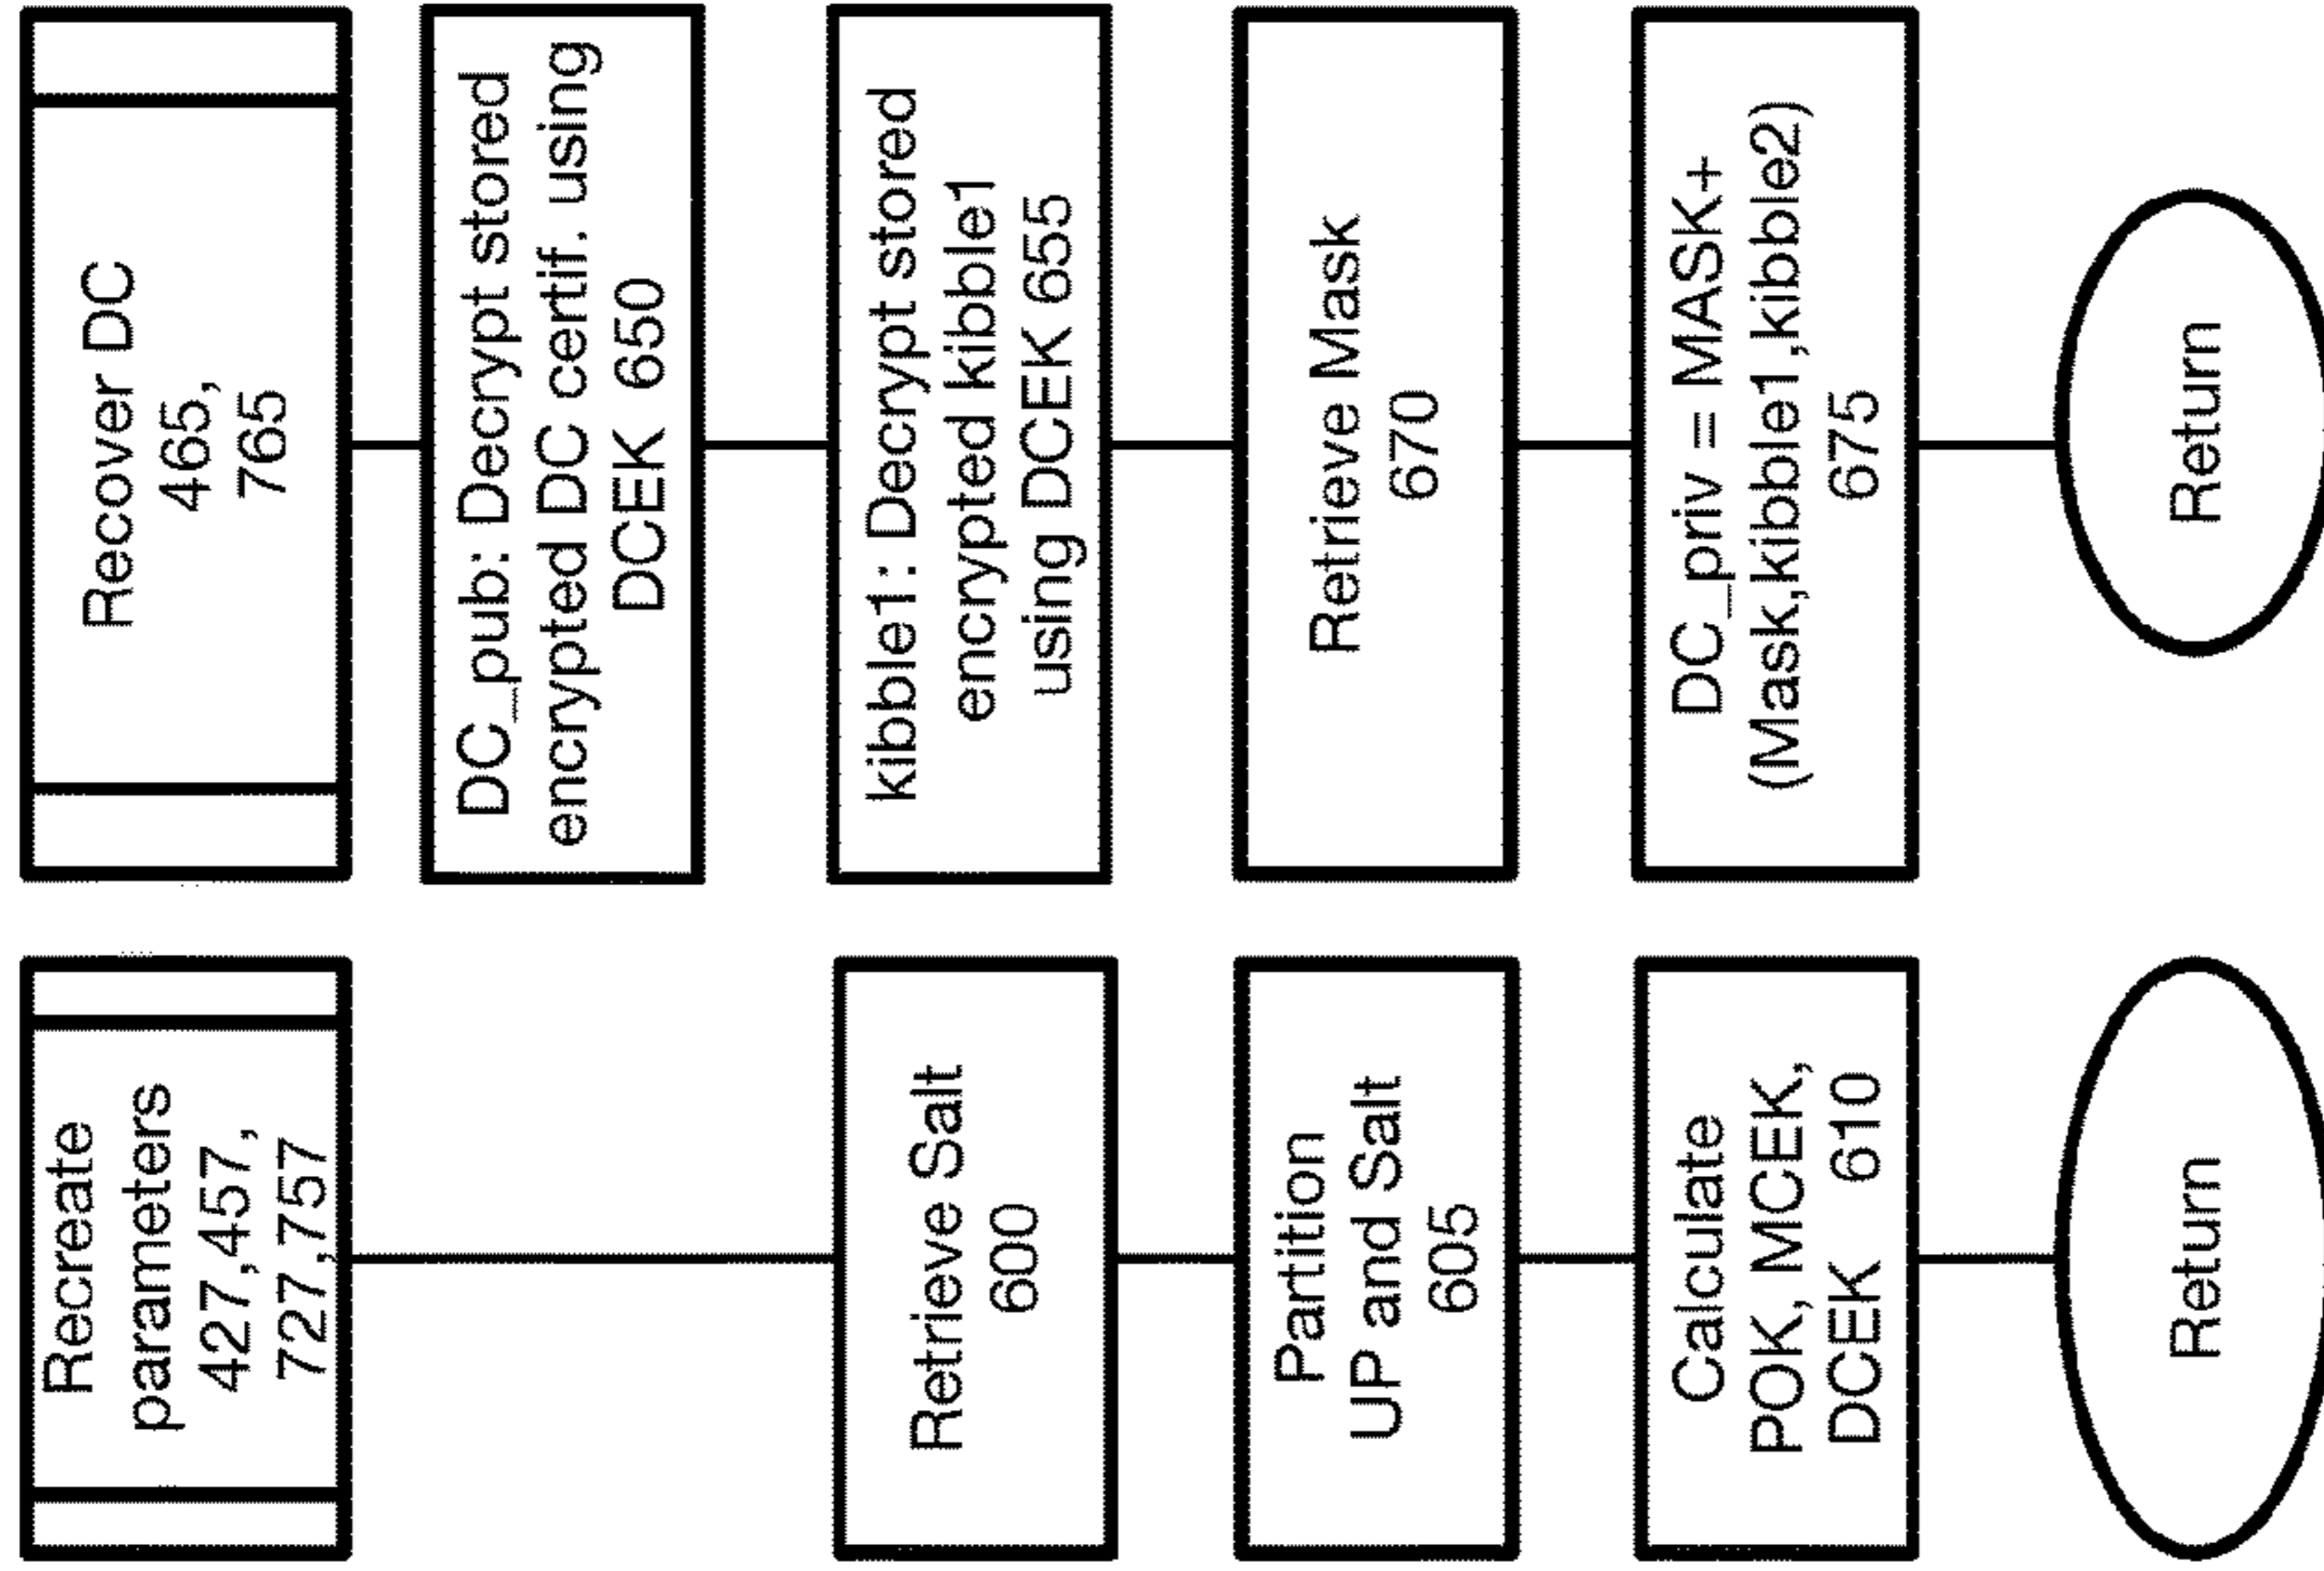 Recreate
parameters
427,457,
727,757
Retrieve Salt
600
Partition
UP and Salt
605
Calculate
POK, MCEK,
DCEK 610
Return
Recover DC
465,
765
DC_pub: Decrypt stored
encrypted DC certif. using
DCEK 650
kibble1: Decrypt stored
encrypted kibble1
using DCEK 655
Retrieve Mask
670
DC_priv = MASK+
(Mask,kibble1,kibble2)
675
Return